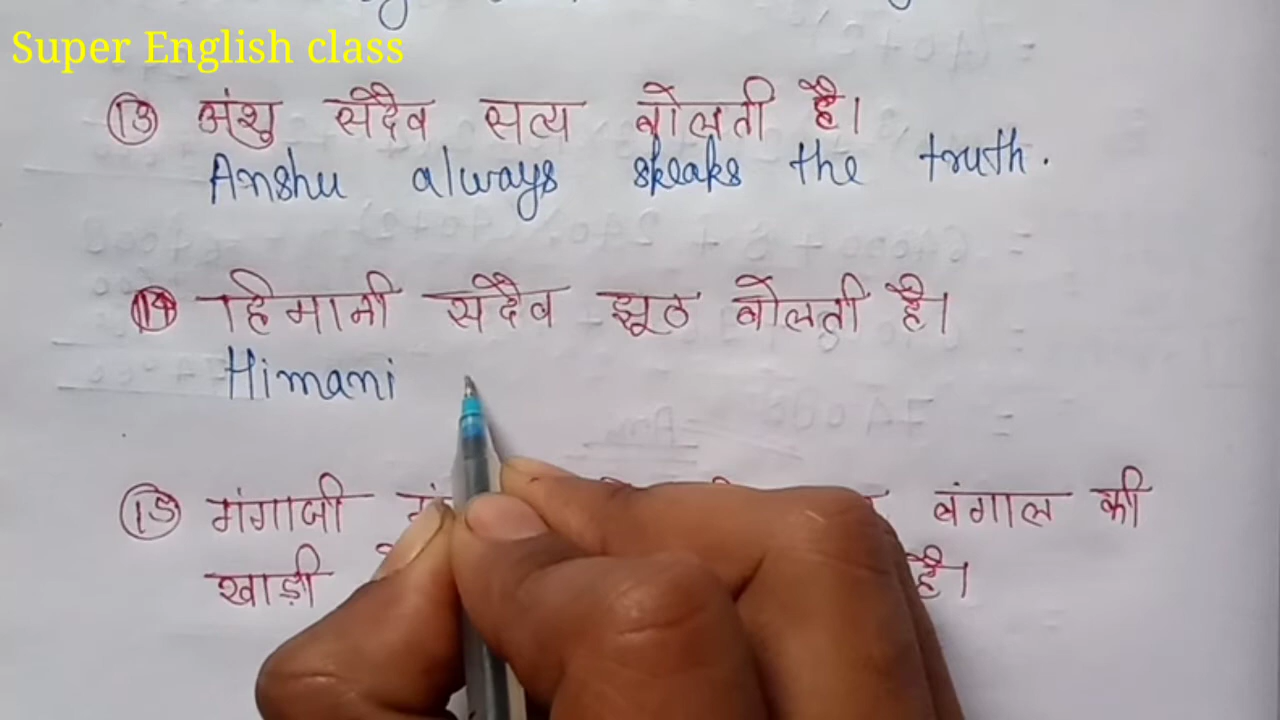 Super English class
(13) अंशु सदैव सत्य बोलती है।
Anshu always speaks the truth.
(14) हिमानी सदैव झूठ बोलती है।
Himani
(15) गंगाजी बंगाल की
खाड़ी है।